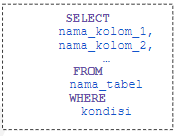 SELECT
nama_kolom_1,
nama_kolom_2,
…
FROM
nama_tabel
WHERE
kondisi